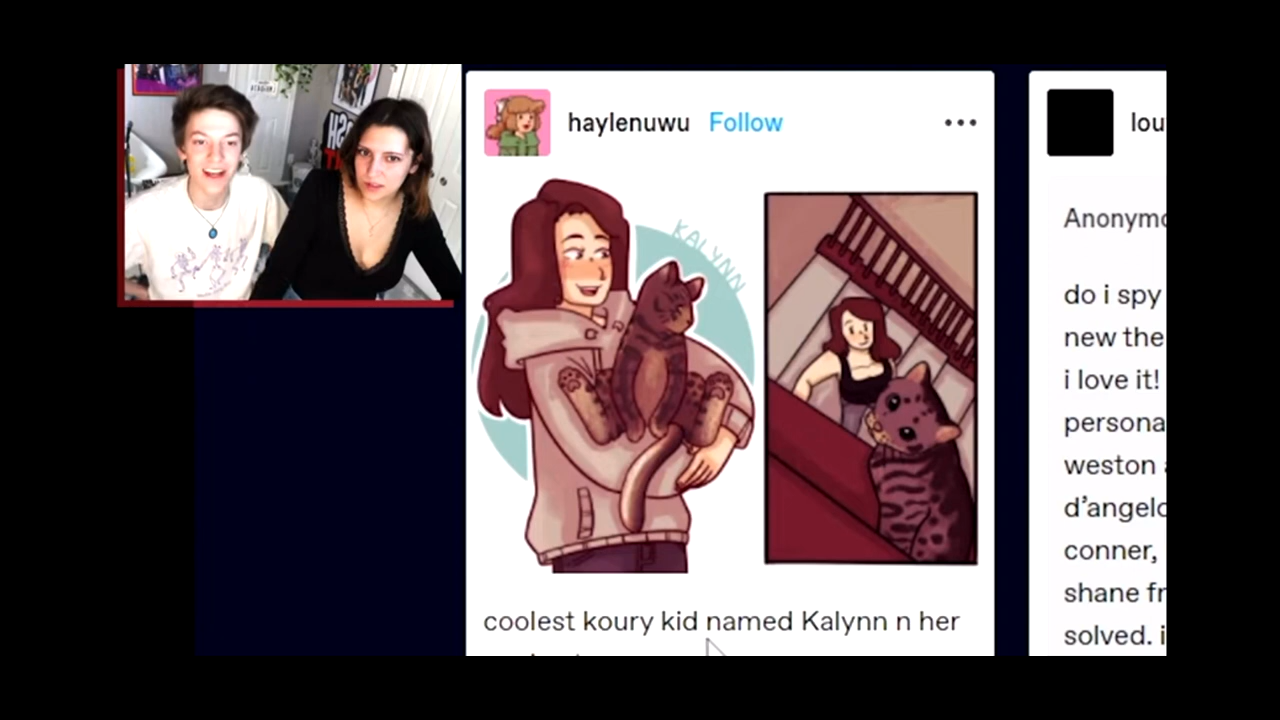 haylenuwu Follow
KALYNN
coolest koury kid named Kalynn n her
lou
Anonymo
do i spy
new the
i love it!
persona
weston
d’angelo
conner,
shane fr
solved. i